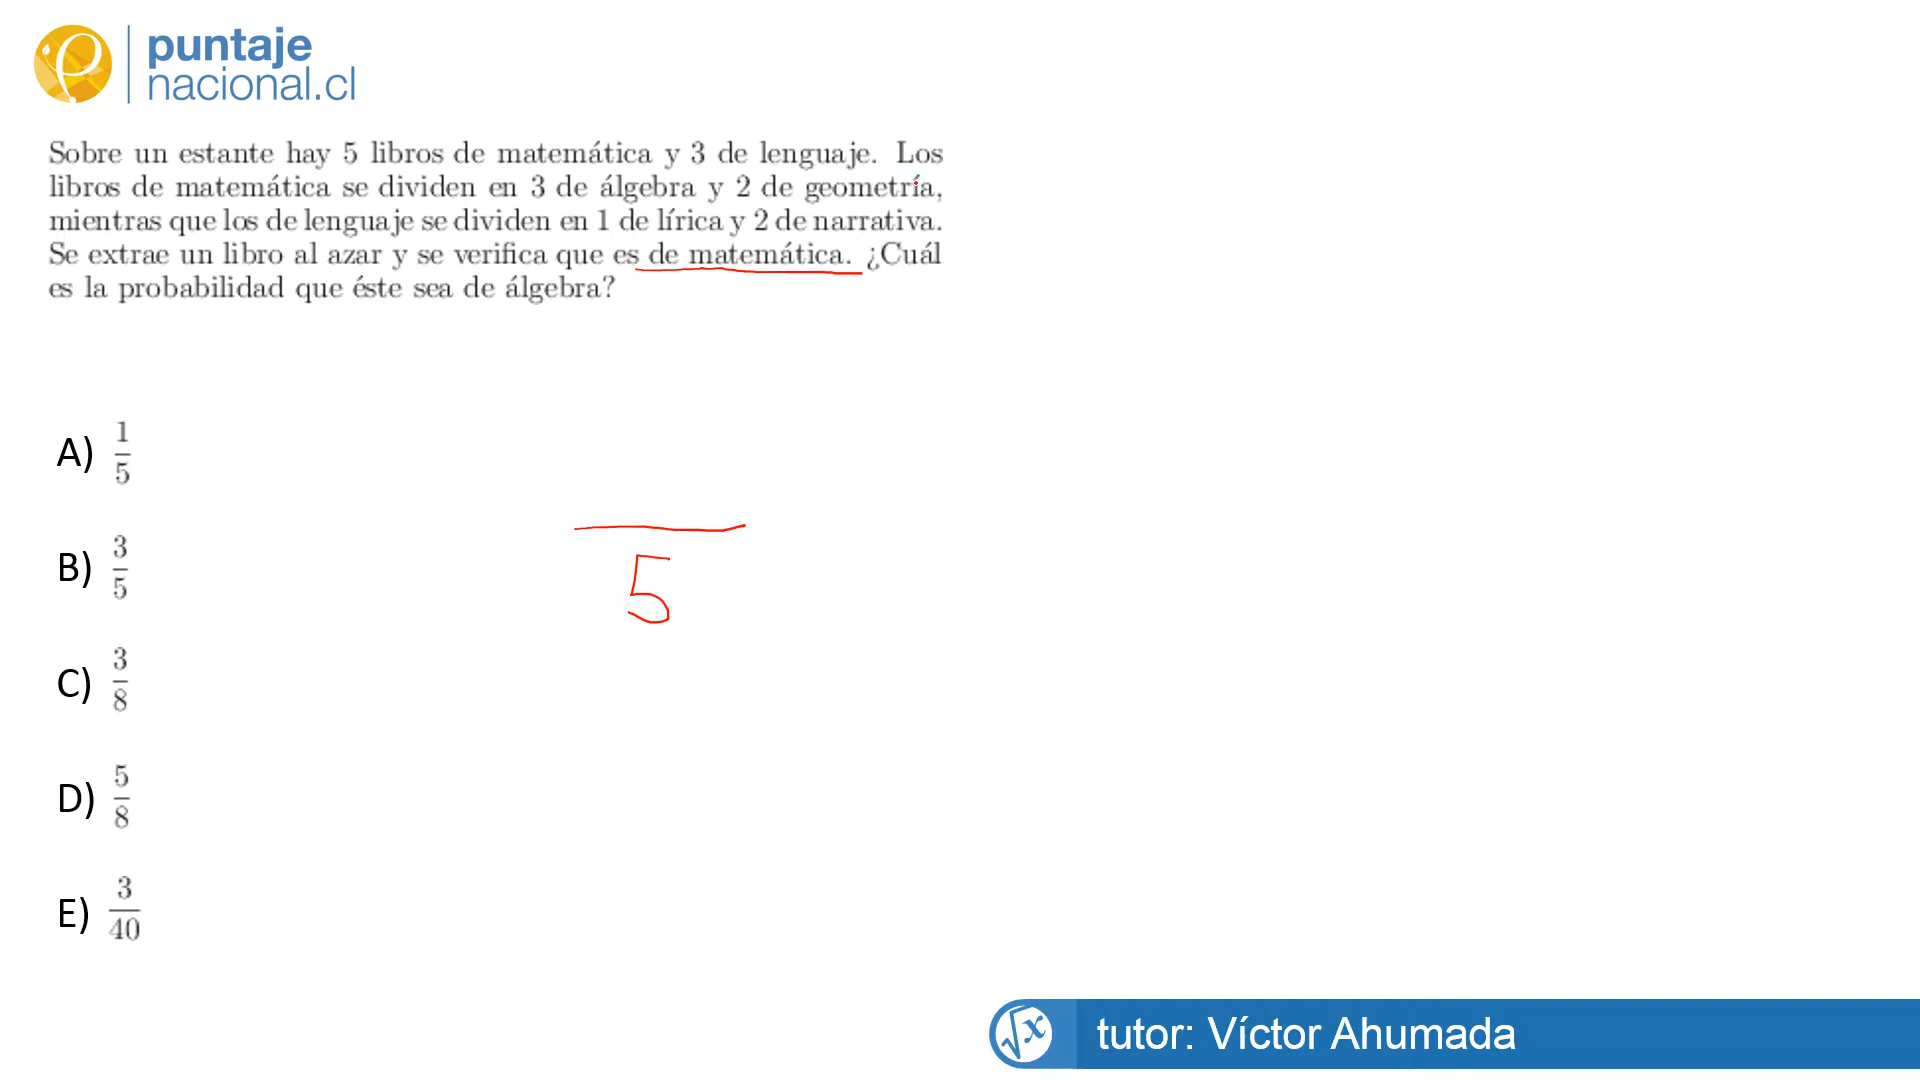 puntaje
nacional.cl
Sobre un estante hay 5 libros de matemática y 3 de lenguaje. Los
libros de matemática se dividen en 3 de álgebra y 2 de geometría,
mientras que los de lenguaje se dividen en 1 de lírica y 2 de narrativa.
Se extrae un libro al azar y se verifica que es de matemática. ¿Cuál
es la probabilidad que éste sea de álgebra?
A) 1/5
B) 3/5
C) 3/8
D) 5/8
E) 3/40
5
√x tutor: Víctor Ahumada